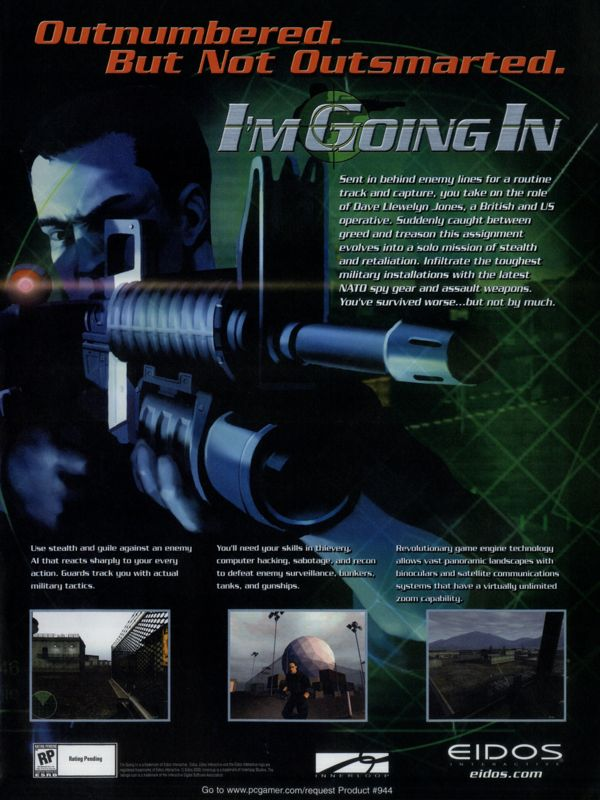 Outnumbered.
But Not Outsmarted.
I'M GOING IN
Sent in behind enemy lines for a routine
track and capture, you take on the role
of Dave Llewelyn Jones, a British and US
operative. Suddenly caught between
greed and treason this assignment
evolves into a solo mission of stealth
and retaliation. Infiltrate the toughest
military installations with the latest
NATO spy gear and assault weapons.
You've survived worse...but not by much.
Use stealth and guile against an enemy
AI that reacts sharply to your every
action. Guards track you with actual
military tactics.
You'll need your skills in thievery,
computer hacking, sabotage, and recon
to defeat enemy surveillance, bunkers,
tanks, and gunships.
Revolutionary game engine technology
allows vast panoramic landscapes with
binoculars and satellite communications
systems that have a virtually unlimited
zoom capability.
RATING PENDING
RP
ESRB
Rating Pending
INNERLOOP
EIDOS
INTERACTIVE
eidos.com
Go to www.pcgamer.com/request Product #944